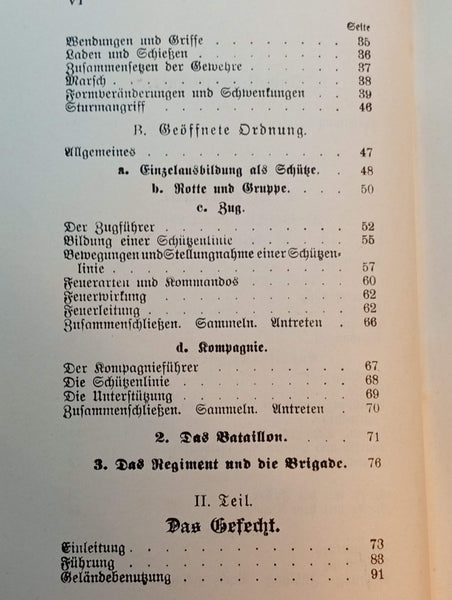 VI
Seite
Wendungen und Griffe . . . . . . . . 35
Laden und Schießen . . . . . . . . 36
Zusammensetzen der Gewehre . . . . . . 37
Marsch . . . . . . . . . . . . 38
Formveränderungen und Schwenkungen . . . 39
Sturmangriff . . . . . . . . . . 46
B. Geöffnete Ordnung.
Allgemeines . . . . . . . . . . 47
a. Einzelausbildung als Schütze. . 48
b. Rotte und Gruppe. . . . . 50
c. Zug.
Der Zugführer . . . . . . . . . 52
Bildung einer Schützenlinie . . . . . . 55
Bewegungen und Stellungnahme einer Schützen-
linie . . . . . . . . . . . . 57
Feuerarten und Kommandos . . . . . . 60
Feuerwirkung . . . . . . . . . 62
Feuerleitung . . . . . . . . . . 62
Zusammenschließen. Sammeln. Antreten . 66
d. Kompagnie.
Der Kompagnieführer . . . . . . . . 67
Die Schützenlinie . . . . . . . . 68
Die Unterstützung . . . . . . . . 69
Zusammenschließen. Sammeln. Antreten . 70
2. Das Bataillon. . . . . 71
3. Das Regiment und die Brigade. . 76
II. Teil.
Das Gefecht.
Einleitung . . . . . . . . . . . 73
Führung . . . . . . . . . . . 83
Geländebenutzung . . . . . . . . . 91